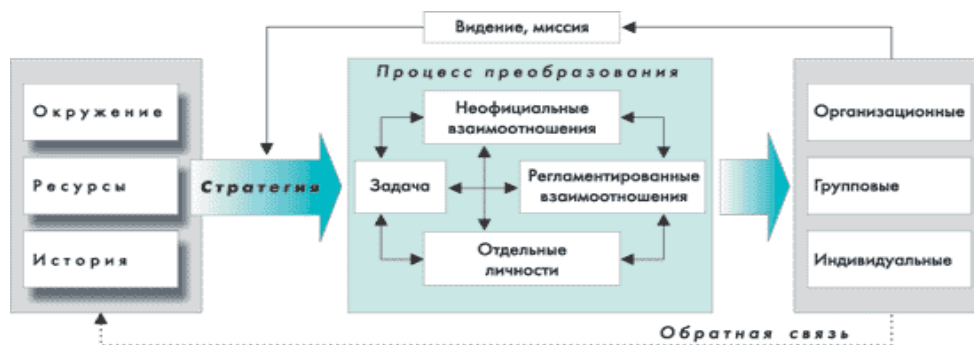 Видение, миссия
Процесс преобразования
Окружение
Ресурсы
История
Стратегия
Неофициальные
взаимоотношения
Задача
Регламентированные
взаимоотношения
Отдельные
личности
Организационные
Групповые
Индивидуальные
Обратная связь